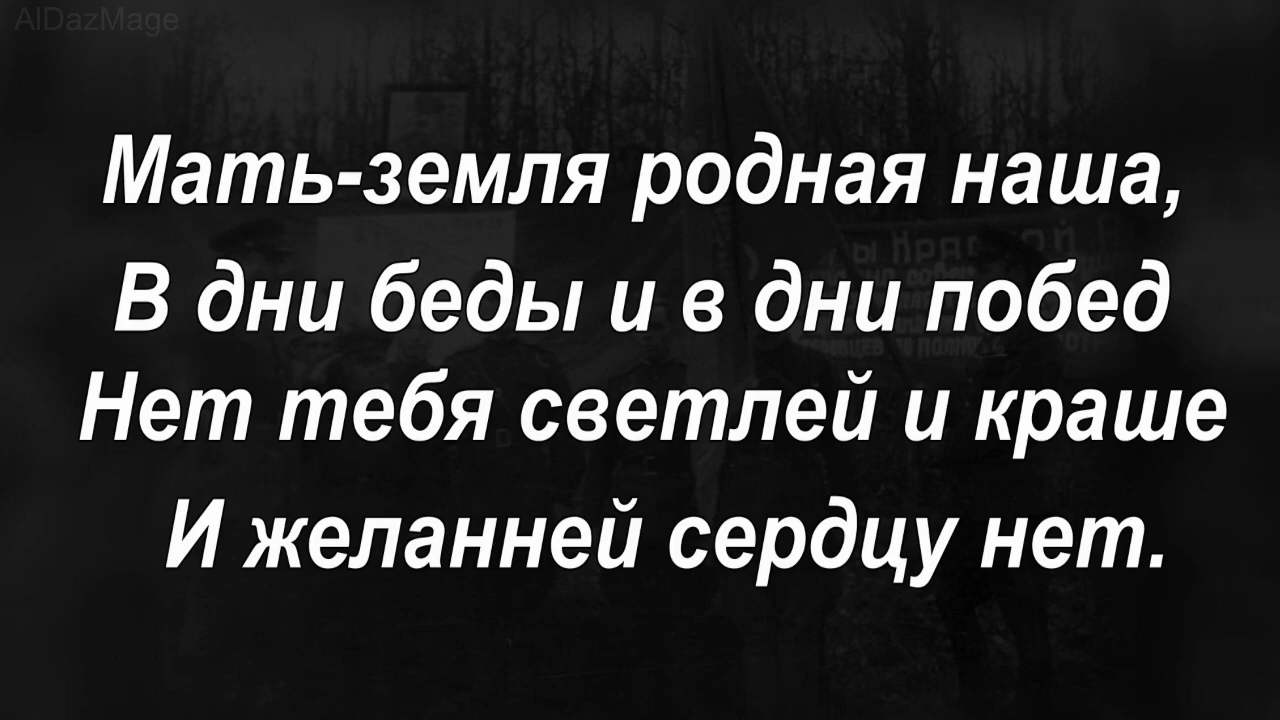 AlDazMage
Мать-земля родная наша,
В дни беды и в дни побед
Нет тебя светлей и краше
И желанней сердцу нет.